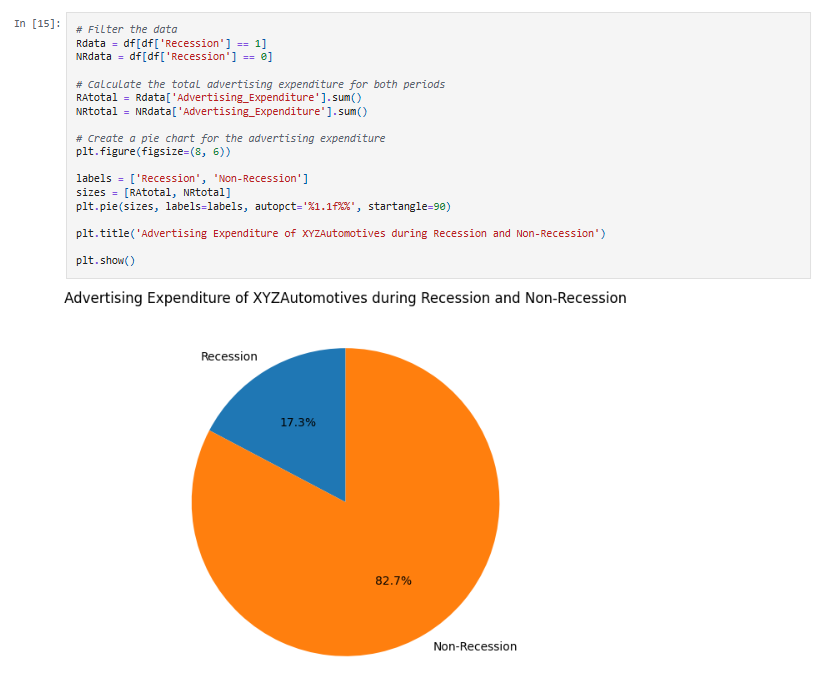 In [15]:
# Filter the data
Rdata = df[df['Recession'] == 1]
NRdata = df[df['Recession'] == 0]
# Calculate the total advertising expenditure for both periods
RAtotal = Rdata['Advertising_Expenditure'].sum()
NRtotal = NRdata['Advertising_Expenditure'].sum()
# Create a pie chart for the advertising expenditure
plt.figure(figsize=(8, 6))
labels = ['Recession', 'Non-Recession']
sizes = [RAtotal, NRtotal]
plt.pie(sizes, labels=labels, autopct='%1.1f%%', startangle=90)
plt.title('Advertising Expenditure of XYZAutomotives during Recession and Non-Recession')
plt.show()
Advertising Expenditure of XYZAutomotives during Recession and Non-Recession
Recession
17.3%
82.7%
Non-Recession